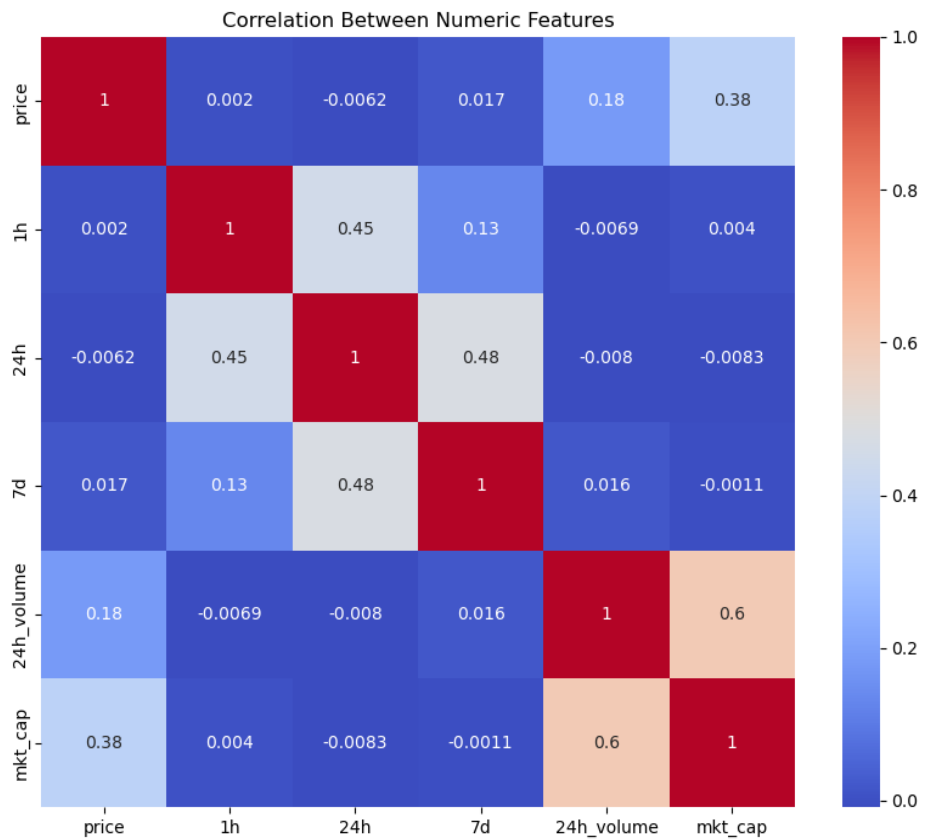 Correlation Between Numeric Features
price 1 0.002 -0.0062 0.017 0.18 0.38
1h 0.002 1 0.45 0.13 -0.0069 0.004
24h -0.0062 0.45 1 0.48 -0.008 -0.0083
7d 0.017 0.13 0.48 1 0.016 -0.0011
24h_volume 0.18 -0.0069 -0.008 0.016 1 0.6
mkt_cap 0.38 0.004 -0.0083 -0.0011 0.6 1
price 1h 24h 7d 24h_volume mkt_cap
1.0
0.8
0.6
0.4
0.2
0.0